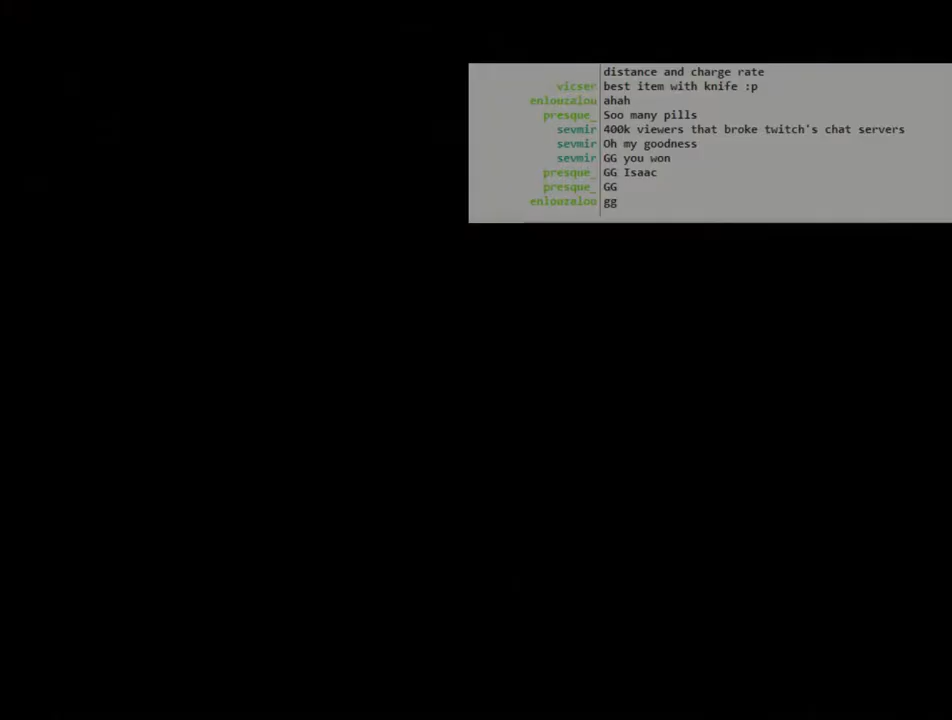 distance and charge rate
vicser best item with knife :p
enlouzalou ahah
presque_ Soo many pills
sevmir 400k viewers that broke twitch's chat servers
sevmir Oh my goodness
sevmir GG you won
presque_ GG Isaac
presque_ GG
enlouzalou gg